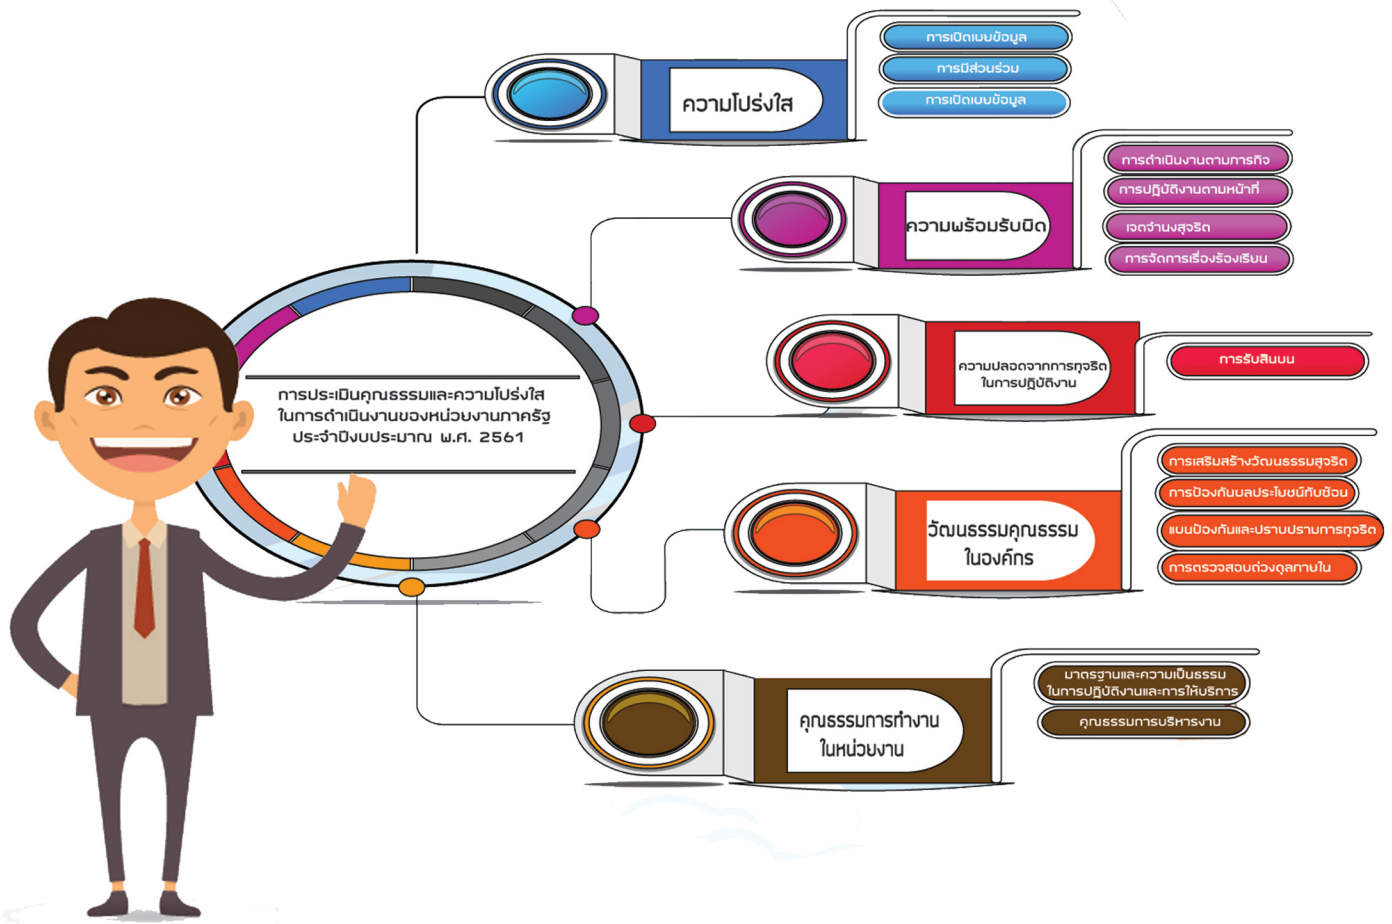 การประเมินคุณธรรมและความโปร่งใส
ในการดำเนินงานของหน่วยงานภาครัฐ
ประจำปีงบประมาณ พ.ศ. 2561
ความโปร่งใส
การเปิดเผยข้อมูล
การมีส่วนร่วม
การเปิดเผยข้อมูล
ความพร้อมรับผิด
การดำเนินงานตามภารกิจ
การปฏิบัติงานตามหน้าที่
เจตจำนงสุจริต
การจัดการเรื่องร้องเรียน
ความปลอดจากการทุจริต
ในการปฏิบัติงาน
การรับสินบน
วัฒนธรรมคุณธรรม
ในองค์กร
การเสริมสร้างวัฒนธรรมสุจริต
การป้องกันผลประโยชน์ทับซ้อน
แผนป้องกันและปราบปรามการทุจริต
การตรวจสอบถ่วงดุลภายใน
คุณธรรมการทำงาน
ในหน่วยงาน
มาตรฐานและความเป็นธรรม
ในการปฏิบัติงานและการให้บริการ
คุณธรรมการบริหารงาน